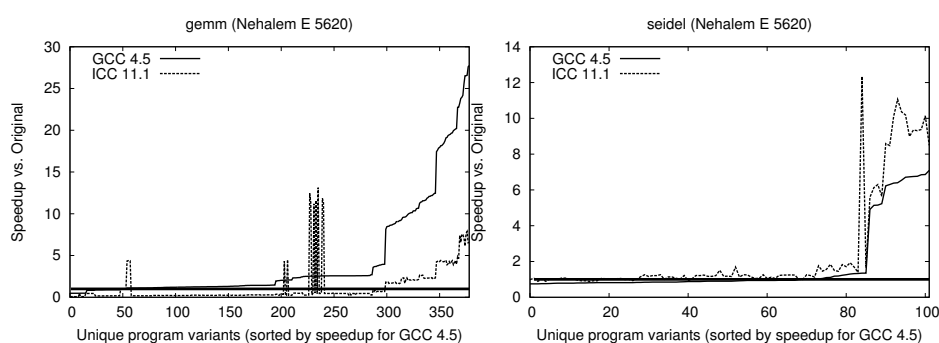 gemm (Nehalem E 5620)
30
25
20
15
10
5
0
0 50 100 150 200 250 300 350
Speedup vs. Original
GCC 4.5
ICC 11.1
Unique program variants (sorted by speedup for GCC 4.5)
seidel (Nehalem E 5620)
14
12
10
8
6
4
2
0
0 20 40 60 80 100
Speedup vs. Original
GCC 4.5
ICC 11.1
Unique program variants (sorted by speedup for GCC 4.5)